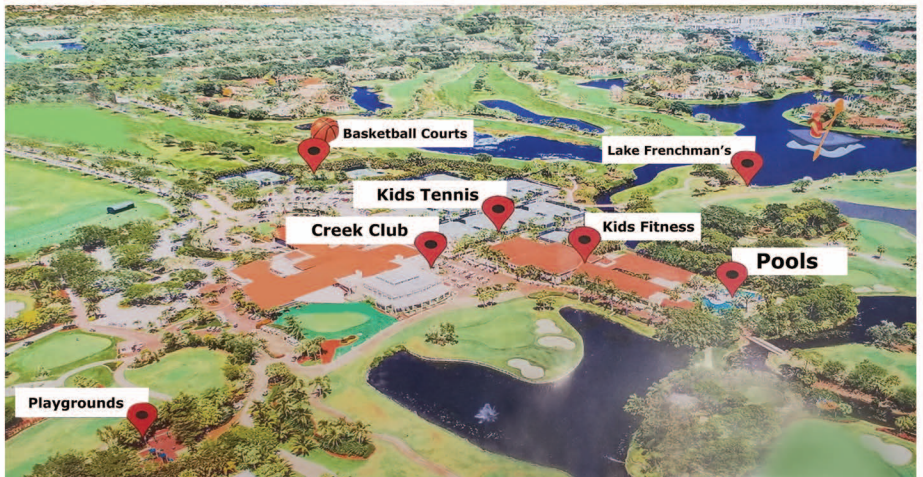 Basketball Courts
Lake Frenchman's
Kids Tennis
Creek Club
Kids Fitness
Pools
Playgrounds